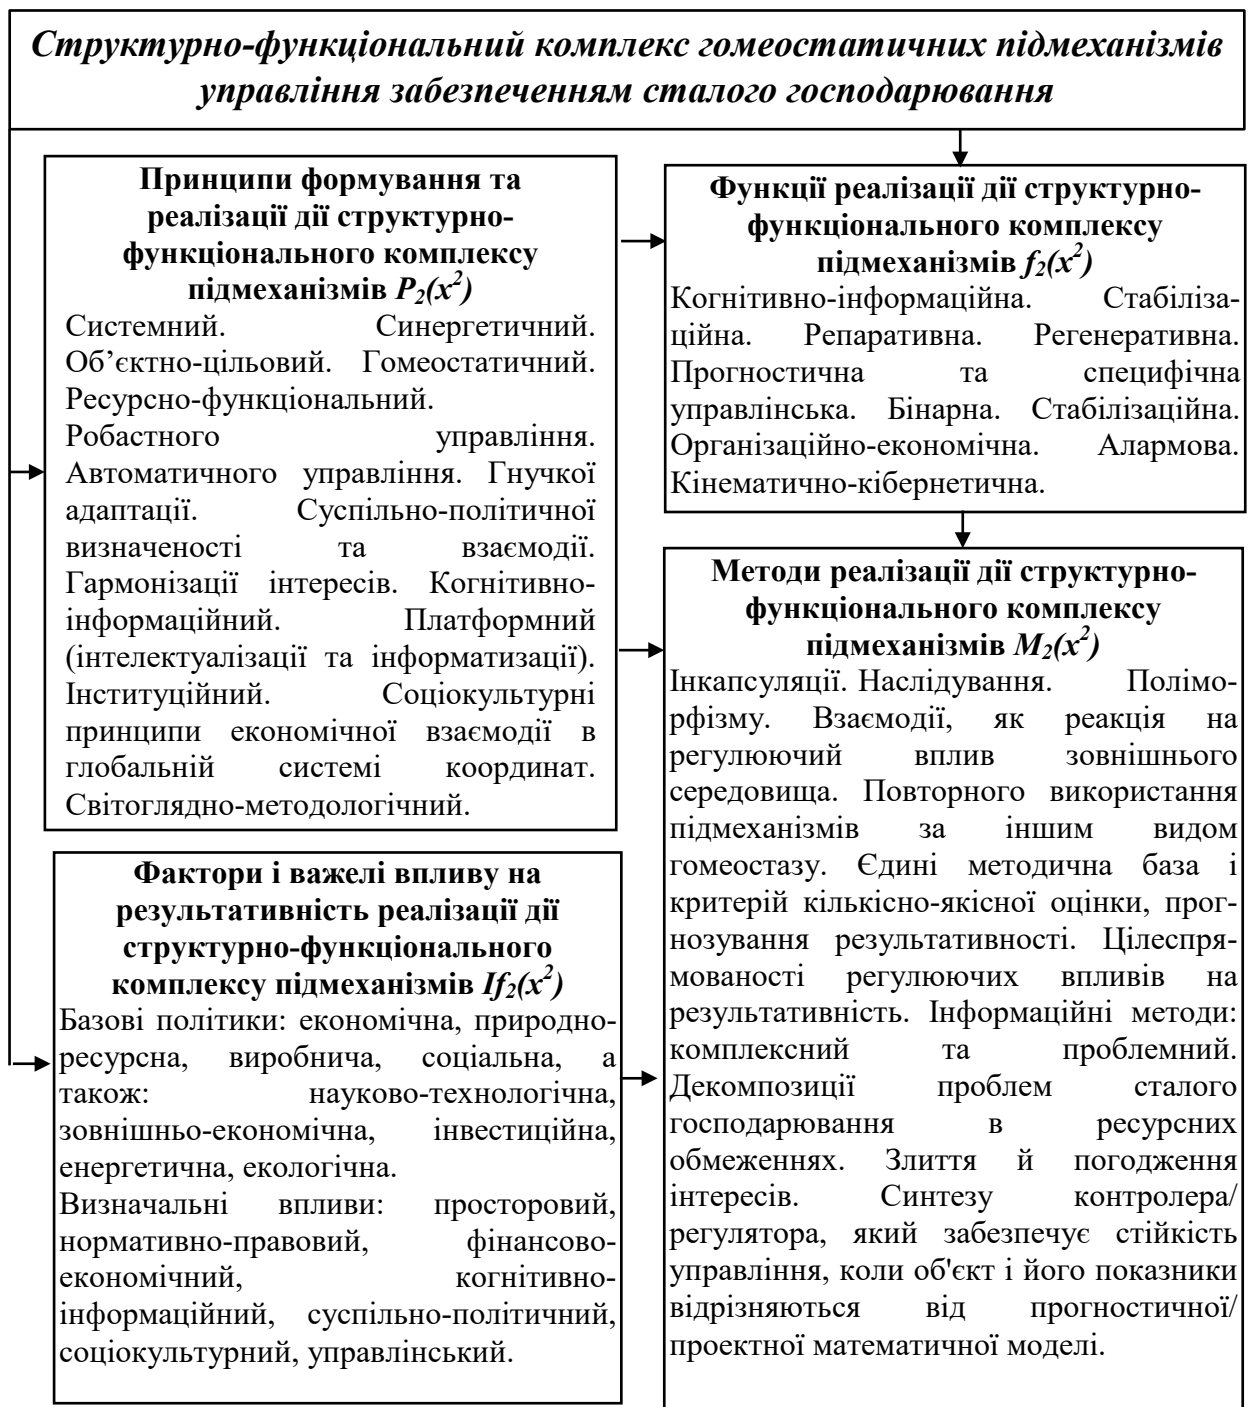 Структурно-функціональний комплекс гомеостатичних підмеханізмів
управління забезпеченням сталого господарювання
Принципи формування та
реалізації дії структурно-
функціонального комплексу
підмеханізмів P₂(x²)
Системний. Синергетичний.
Об’єктно-цільовий. Гомеостатичний.
Ресурсно-функціональний.
Робастного управління.
Автоматичного управління. Гнучкої
адаптації. Суспільно-політичної
визначеності та взаємодії.
Гармонізації інтересів. Когнітивно-
інформаційний. Платформний
(інтелектуалізації та інформатизації).
Інституційний. Соціокультурні
принципи економічної взаємодії в
глобальній системі координат.
Світоглядно-методологічний.
Фактори і важелі впливу на
результативність реалізації дії
структурно-функціонального
комплексу підмеханізмів If₂(x²)
Базові політики: економічна, природно-
ресурсна, виробнича, соціальна, а
також: науково-технологічна,
зовнішньо-економічна, інвестиційна,
енергетична, екологічна.
Визначальні впливи: просторовий,
нормативно-правовий, фінансово-
економічний, когнітивно-
інформаційний, суспільно-політичний,
соціокультурний, управлінський.
Функції реалізації дії структурно-
функціонального комплексу
підмеханізмів f₂(x²)
Когнітивно-інформаційна. Стабіліза-
ційна. Репаративна. Регенеративна.
Прогностична та специфічна
управлінська. Бінарна. Стабілізаційна.
Організаційно-економічна. Алармова.
Кінематично-кібернетична.
Методи реалізації дії структурно-
функціонального комплексу
підмеханізмів M₂(x²)
Інкапсуляції. Наслідування. Полімо-
рфізму. Взаємодії, як реакція на
регулюючий вплив зовнішнього
середовища. Повторного використання
підмеханізмів за іншим видом
гомеостазу. Єдині методична база і
критерій кількісно-якісної оцінки, прог-
нозування результативності. Цілеспря-
мованості регулюючих впливів на
результативність. Інформаційні методи:
комплексний та проблемний.
Декомпозиції проблем сталого
господарювання в ресурсних
обмеженнях. Злиття й погодження
інтересів. Синтезу контролера/
регулятора, який забезпечує стійкість
управління, коли об'єкт і його показники
відрізняються від прогностичної/
проектної математичної моделі.